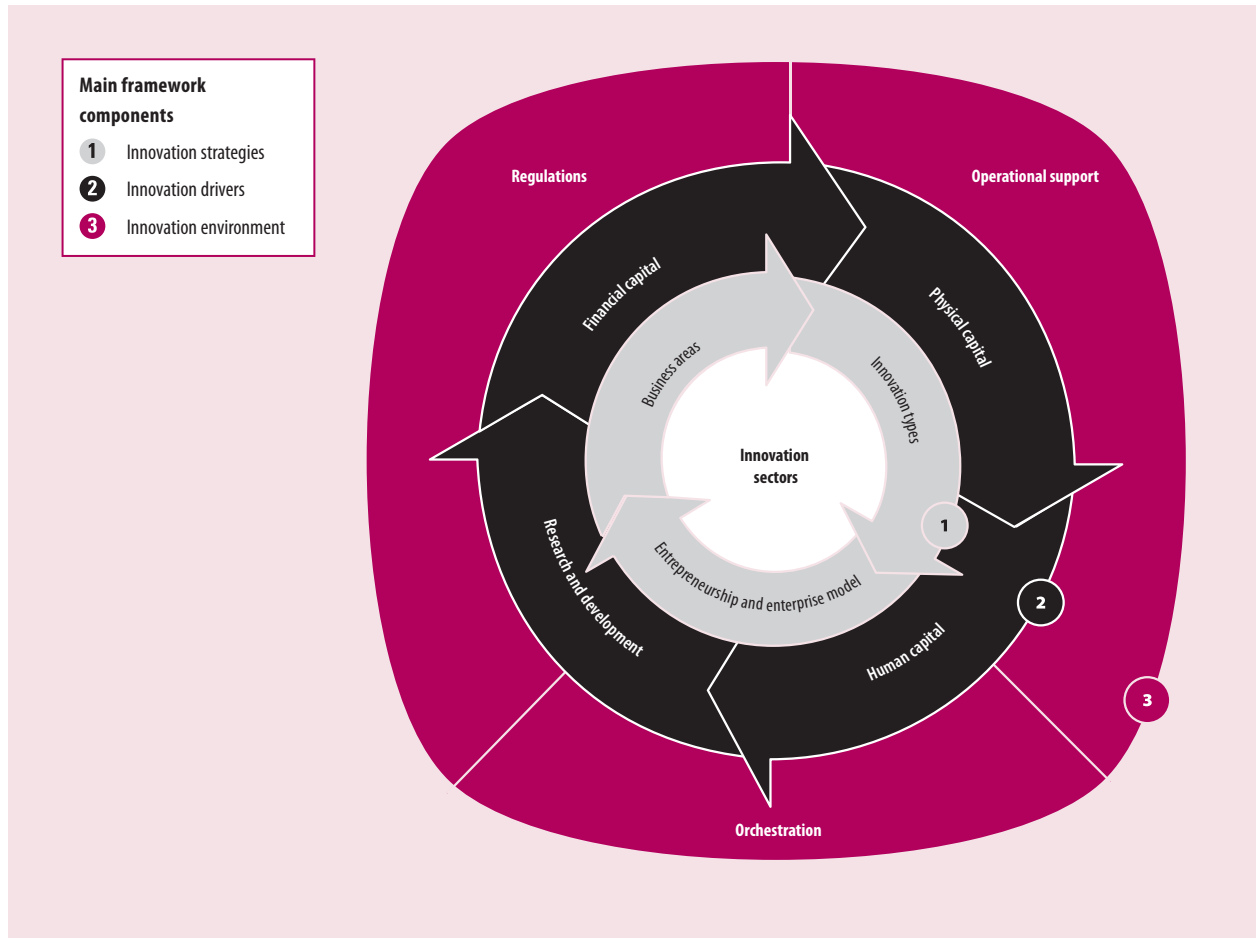 Main framework
components
1 Innovation strategies
2 Innovation drivers
3 Innovation environment
Regulations
Operational support
Financial capital
Physical capital
Business areas
Innovation types
Innovation
sectors
1
Entrepreneurship and enterprise model
Research and development
2
Human capital
3
Orchestration